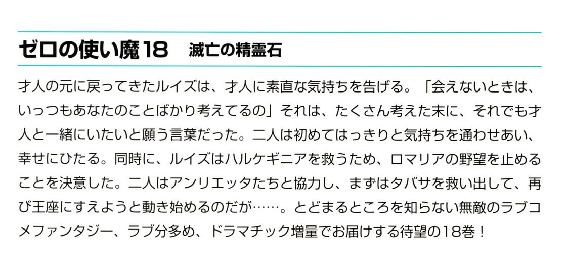 ゼロの使い魔18 滅亡の精霊石
才人の元に戻ってきたルイズは、才人に素直な気持ちを告げる。「会えないときは、
いっつもあなたのことばかり考えてるの」それは、たくさん考えた末に、それでも才
人と一緒にいたいと願う言葉だった。二人は初めてはっきりと気持ちを通わせあい、
幸せにひたる。同時に、ルイズはハルケギニアを救うため、ロマリアの野望を止める
ことを決意した。二人はアンリエッタたちと協力し、まずはタバサを救い出して、再
び王座にすえようと動き始めるのだが……。とどまるところを知らない無敵のラブコ
メファンタジー、ラブ分多め、ドラマチック増量でお届けする待望の18巻！